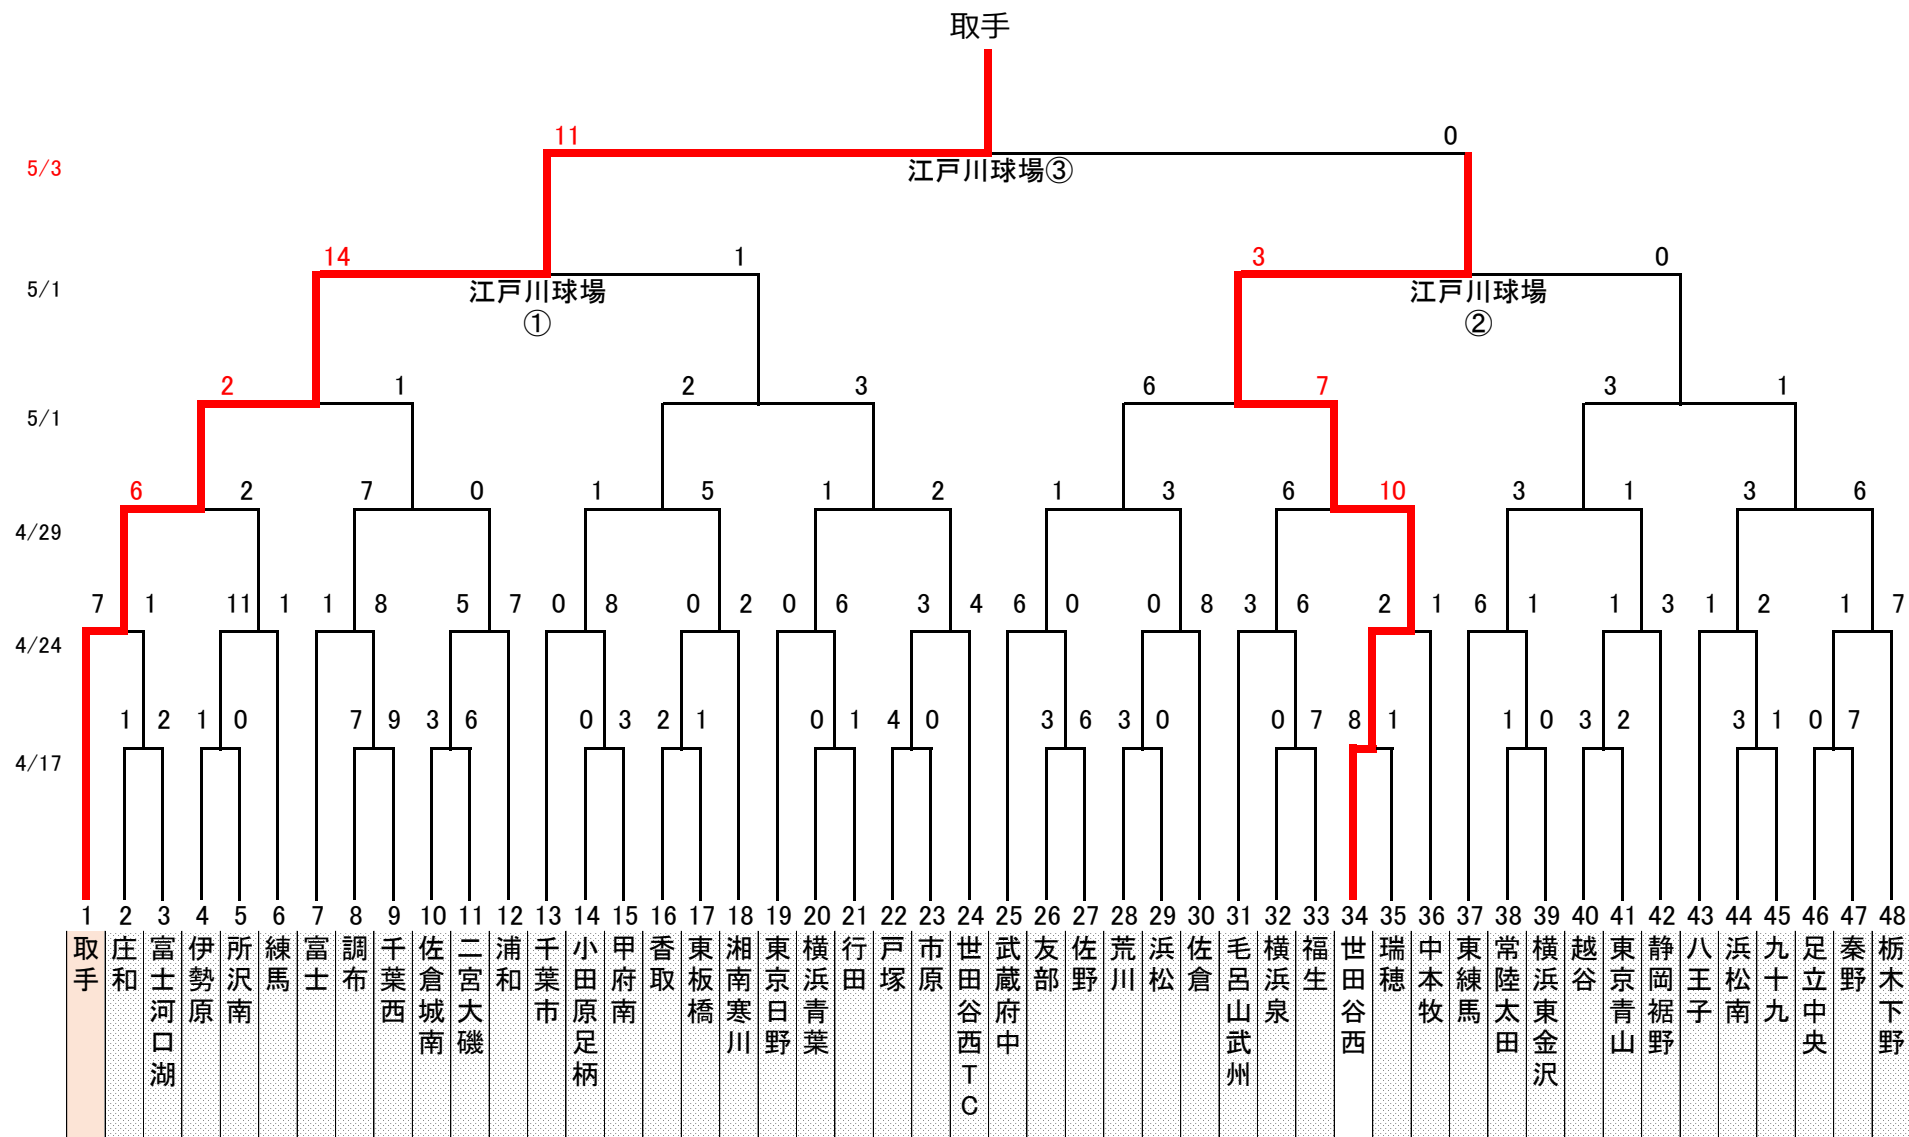 取手
11 0
5/3
江戸川球場③
14 1 3 0
5/1
江戸川球場
①
江戸川球場
②
2 1 2 3 6 7 3 1
5/1
6 2 7 0 1 5 1 2 1 3 6 10 3 1 3 6
4/29
7 1 11 1 1 8 5 7 0 8 0 2 0 6 3 4 6 0 0 8 3 6 2 1 6 1 1 3 1 2 1 7
4/24
1 2 1 0 7 9 3 6 0 3 2 1 0 1 4 0 3 6 3 0 0 7 8 1 1 0 3 2 3 1 0 7
4/17
1 2 3 4 5 6 7 8 9 10 11 12 13 14 15 16 17 18 19 20 21 22 23 24 25 26 27 28 29 30 31 32 33 34 35 36 37 38 39 40 41 42 43 44 45 46 47 48
取手
庄和
富士河口湖
伊勢原
所沢南
練馬
富士
調布
千葉西
佐倉城南
二宮大磯
浦和
千葉市
小田原足柄
甲府南
香取
東板橋
湘南寒川
東京日野
横浜青葉
行田
戸塚
市原
世田谷西TC
武蔵府中
友部
佐野
荒川
浜松
佐倉
毛呂山武州
横浜泉
福生
世田谷西
瑞穂
中本牧
東練馬
常陸太田
横浜東金沢
越谷
東京青山
静岡裾野
八王子
浜松南
九十九
足立中央
秦野
栃木下野